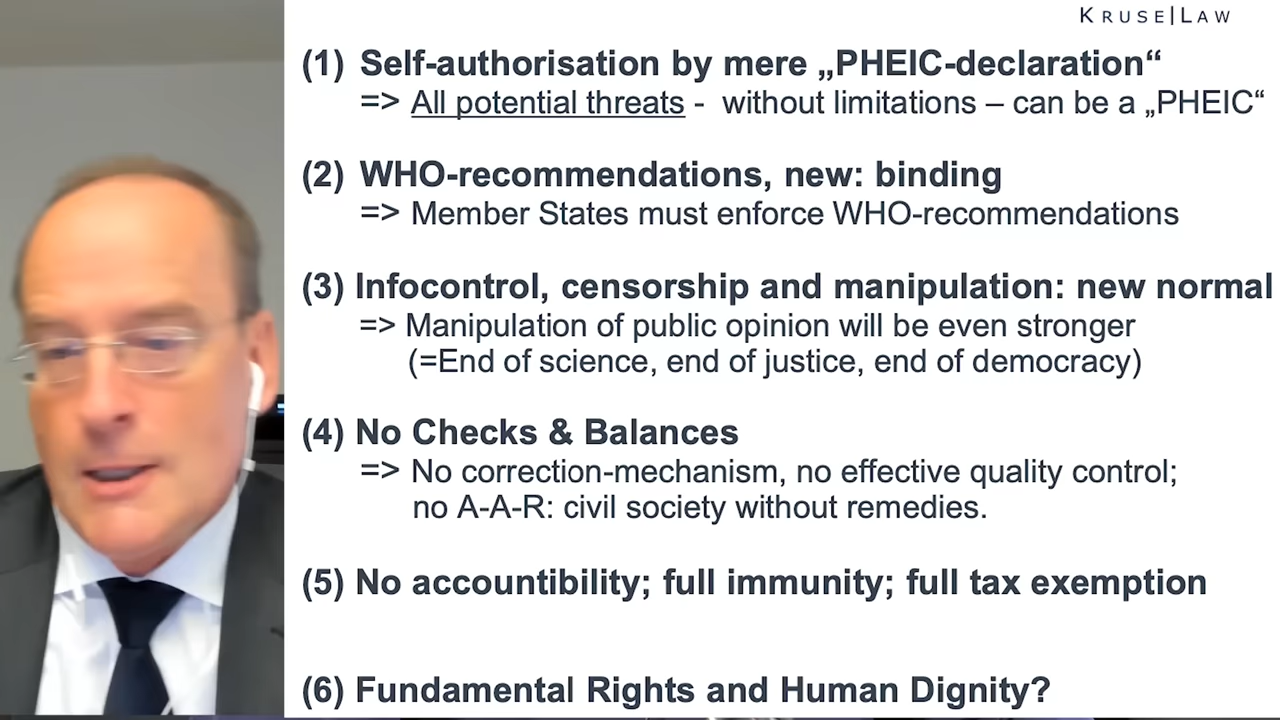 KRUSE|LAW
(1) Self-authorisation by mere „PHEIC-declaration“
=> All potential threats - without limitations – can be a „PHEIC“
(2) WHO-recommendations, new: binding
=> Member States must enforce WHO-recommendations
(3) Infocontrol, censorship and manipulation: new normal
=> Manipulation of public opinion will be even stronger
(=End of science, end of justice, end of democracy)
(4) No Checks & Balances
=> No correction-mechanism, no effective quality control;
no A-A-R: civil society without remedies.
(5) No accountibility; full immunity; full tax exemption
(6) Fundamental Rights and Human Dignity?